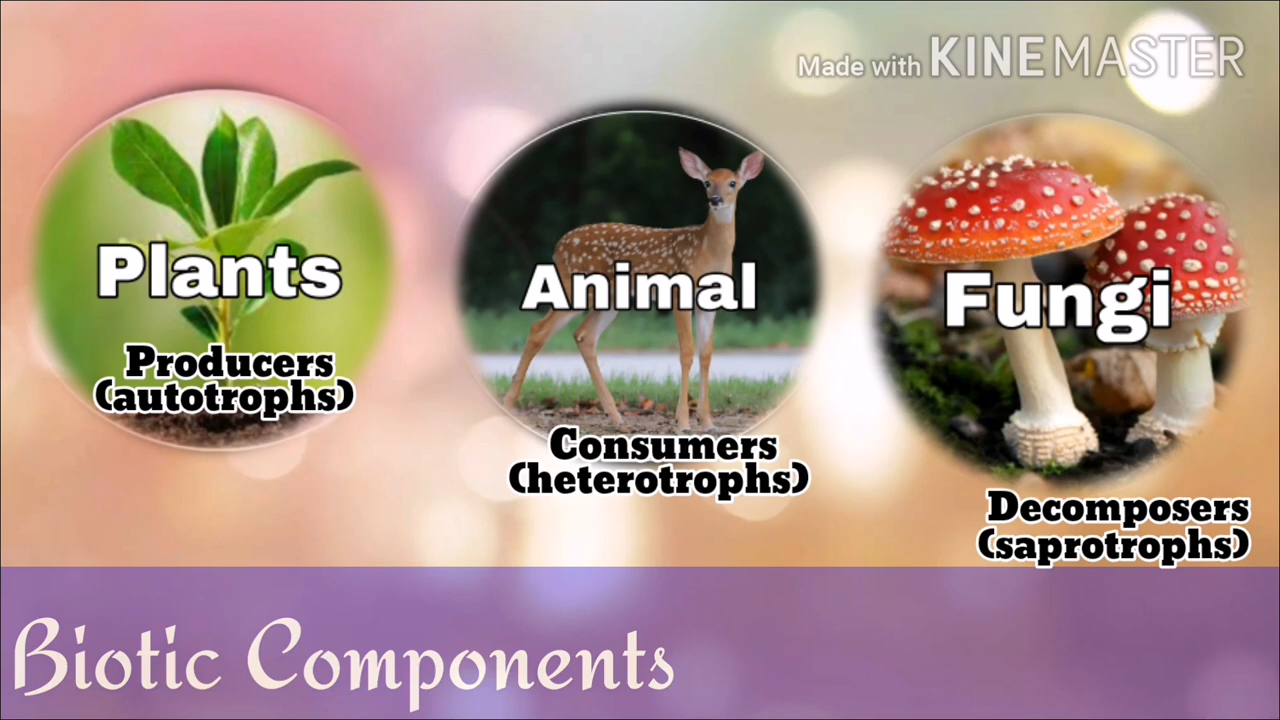 Made with KINEMASTER
Plants
Producers
(autotrophs)
Animal
Consumers
(heterotrophs)
Fungi
Decomposers
(saprotrophs)
Biotic Components